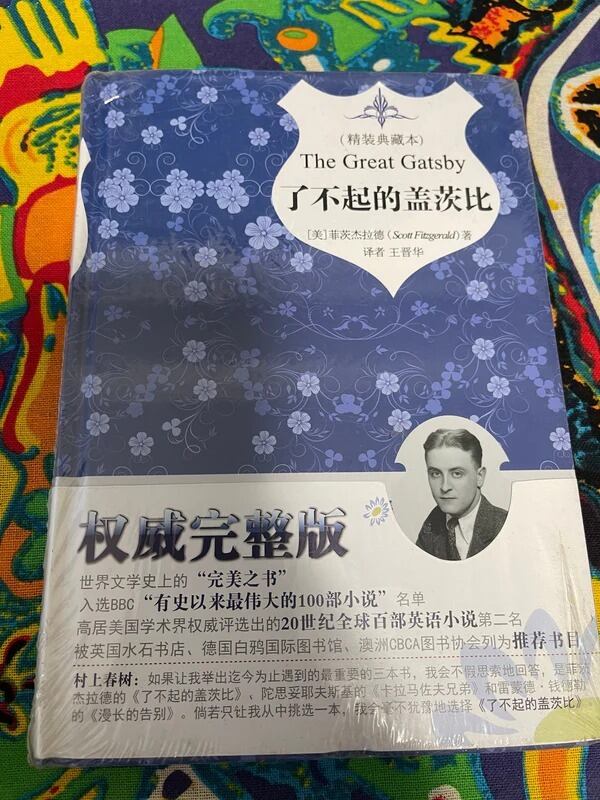 (精装典藏本)
The Great Gatsby
了不起的盖茨比
[美]菲茨杰拉德(Scott Fitzgerald)著
译者 王晋华
权威完整版
世界文学史上的“完美之书”
入选BBC“有史以来最伟大的100部小说”名单
高居美国学术界权威评选出的20世纪全球百部英语小说第二名
被英国水石书店、德国白鸦国际图书馆、澳洲CBCA图书协会列为推荐书目
村上春树：如果让我举出迄今为止遇到的最重要的三本书，我会不假思索地回答，是菲茨
杰拉德的《了不起的盖茨比》、陀思妥耶夫斯基的《卡拉马佐夫兄弟》和雷蒙德·钱德勒
的《漫长的告别》。倘若只让我从中挑选一本，我会毫不犹豫地选择《了不起的盖茨比》